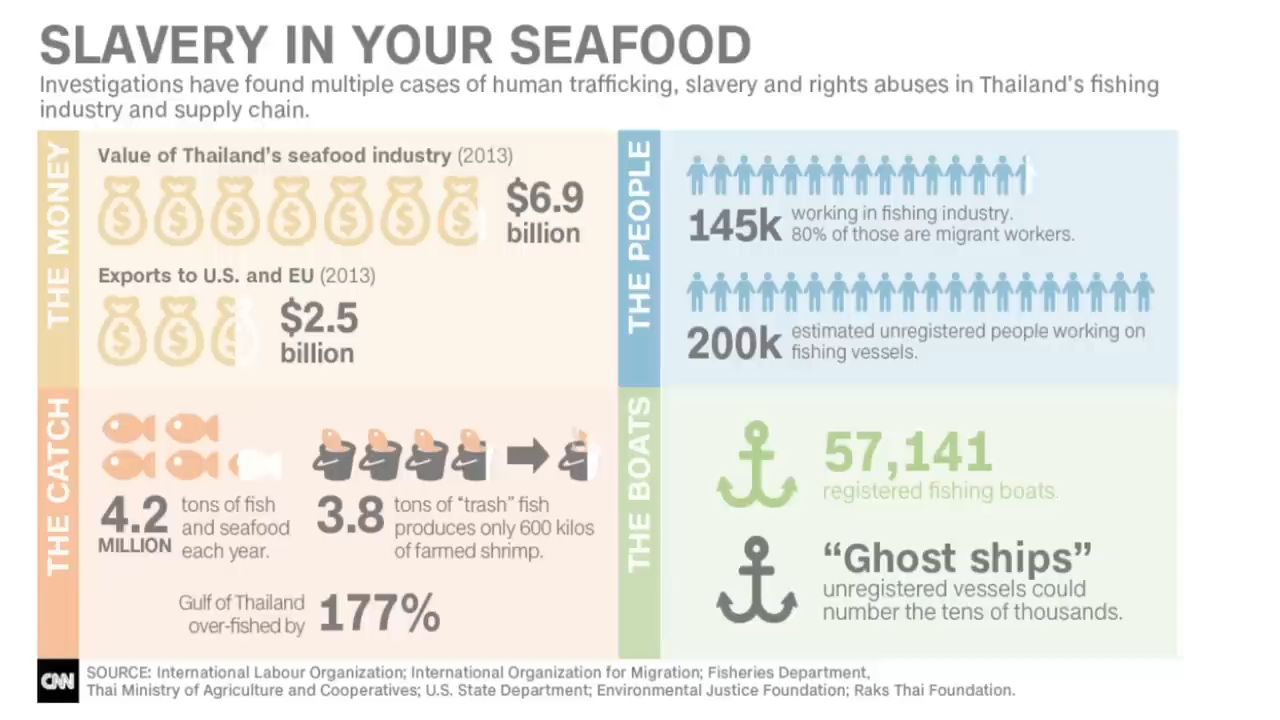 SLAVERY IN YOUR SEAFOOD
Investigations have found multiple cases of human trafficking, slavery and rights abuses in Thailand's fishing
industry and supply chain.
THE MONEY
Value of Thailand's seafood industry (2013)
$ $ $ $ $ $ $
$6.9
billion
Exports to U.S. and EU (2013)
$ $ $
$2.5
billion
THE PEOPLE
145k
working in fishing industry.
80% of those are migrant workers.
200k
estimated unregistered people working on
fishing vessels.
THE CATCH
4.2
MILLION
tons of fish
and seafood
each year.
3.8
tons of "trash" fish
produces only 600 kilos
of farmed shrimp.
Gulf of Thailand
over-fished by
177%
THE BOATS
57,141
registered fishing boats.
"Ghost ships"
unregistered vessels could
number the tens of thousands.
CNN
SOURCE: International Labour Organization; International Organization for Migration; Fisheries Department,
Thai Ministry of Agriculture and Cooperatives; U.S. State Department; Environmental Justice Foundation; Raks Thai Foundation.